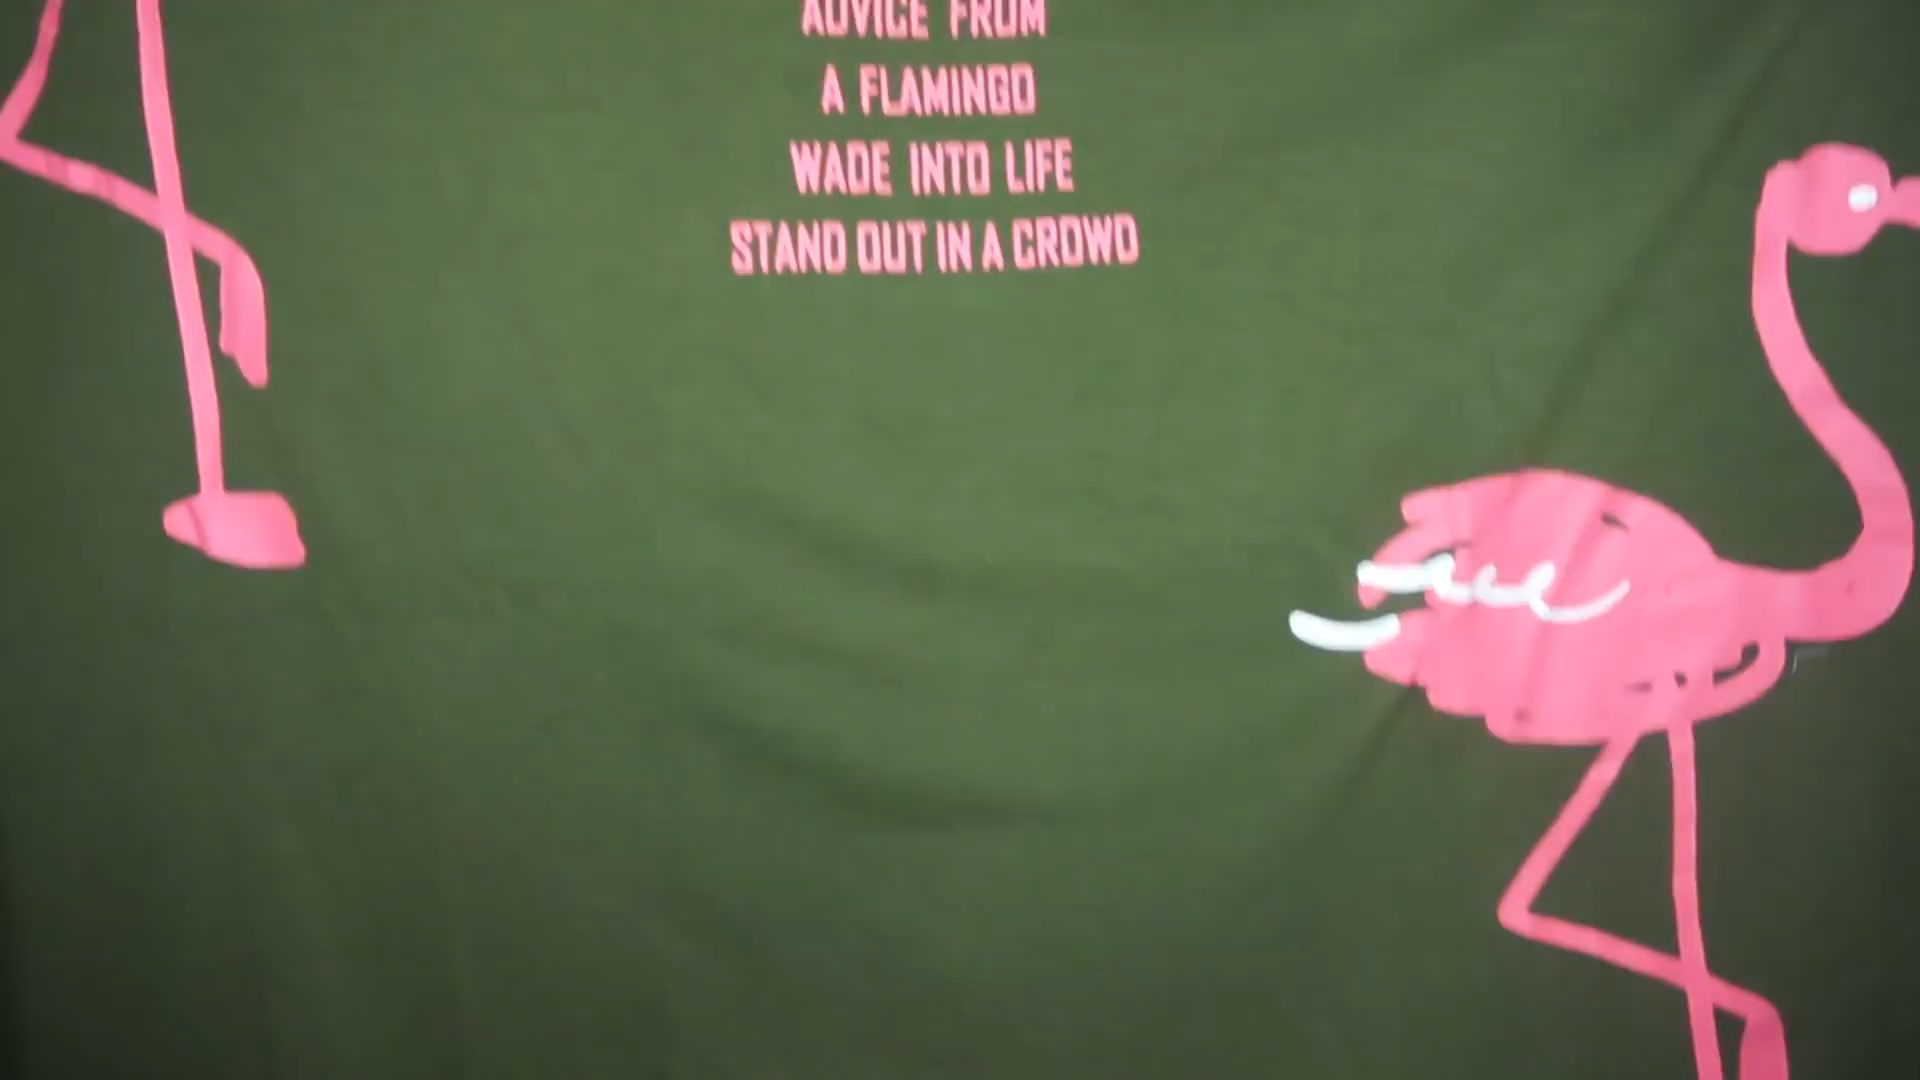 ADVICE FROM
A FLAMINGO
WADE INTO LIFE
STAND OUT IN A CROWD